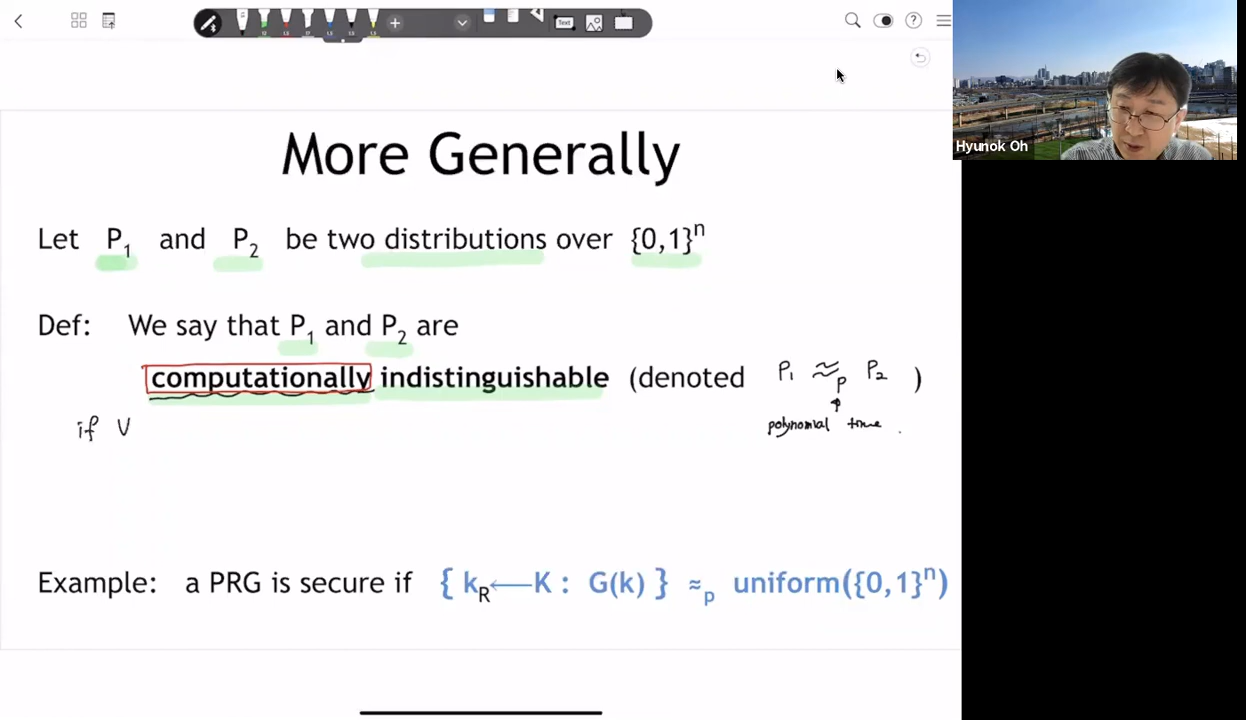 Text
Hyunok Oh
More Generally
Let P₁ and P₂ be two distributions over {0,1}ⁿ
Def: We say that P₁ and P₂ are
computationally indistinguishable (denoted P₁ ≈ₚ P₂ )
if ∀
polynomial time .
Example: a PRG is secure if { k ᴿ⟵K : G(k) } ≈ₚ uniform({0,1}ⁿ)